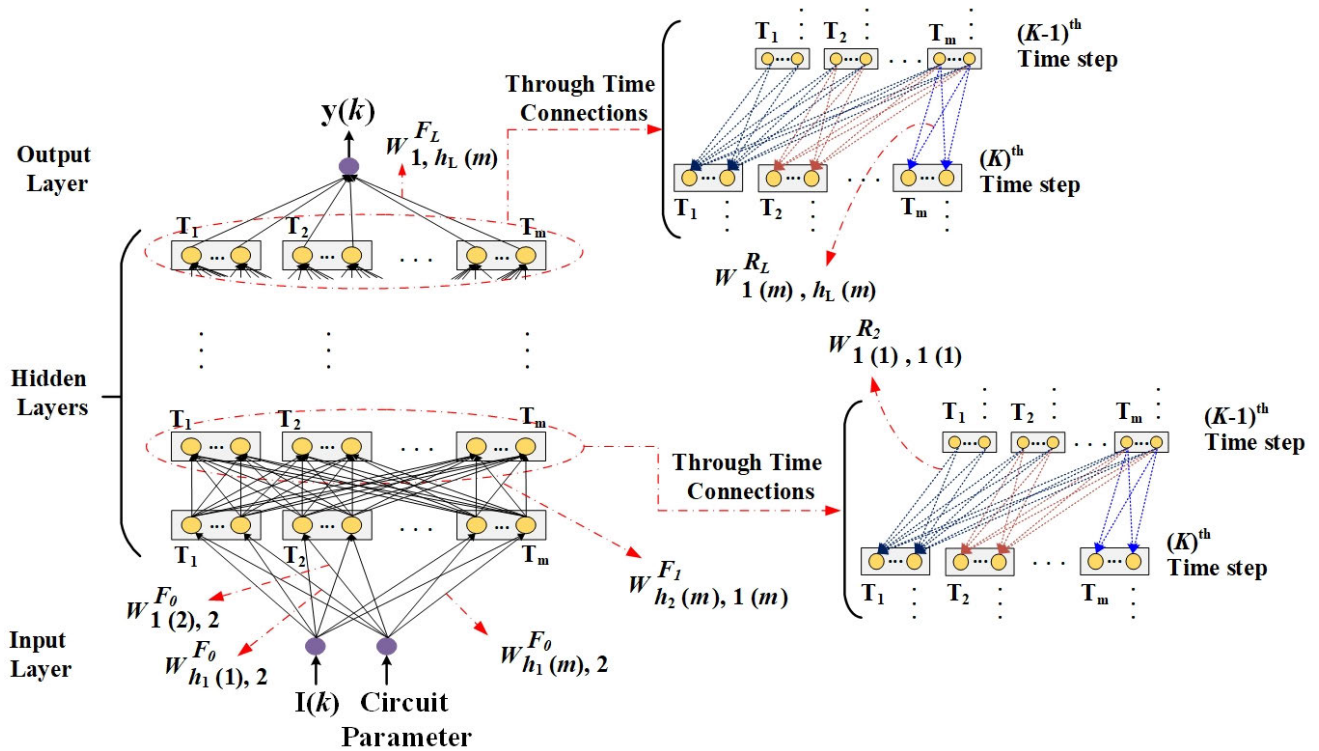 T1 T2 . . . Tm
(K-1)th
Time step
Through Time
Connections
(K)th
Time step
T1 T2 Tm
W^{R_L}_{1 (m) , h_L (m)}
y(k)
W^{F_L}_{1, h_L (m)}
Output
Layer
T1 T2 Tm
... ... . . . ...
Hidden
Layers
T1 T2 Tm
... ... . . . ...
... ... . . . ...
T1 T2 Tm
Through Time
Connections
W^{R_2}_{1 (1) , 1 (1)}
T1 T2 Tm
(K-1)th
Time step
(K)th
Time step
T1 T2 Tm
W^{F_1}_{h_2 (m), 1 (m)}
W^{F_0}_{1 (2), 2}
W^{F_0}_{h_1 (1), 2}
W^{F_0}_{h_1 (m), 2}
Input
Layer
I(k) Circuit
Parameter